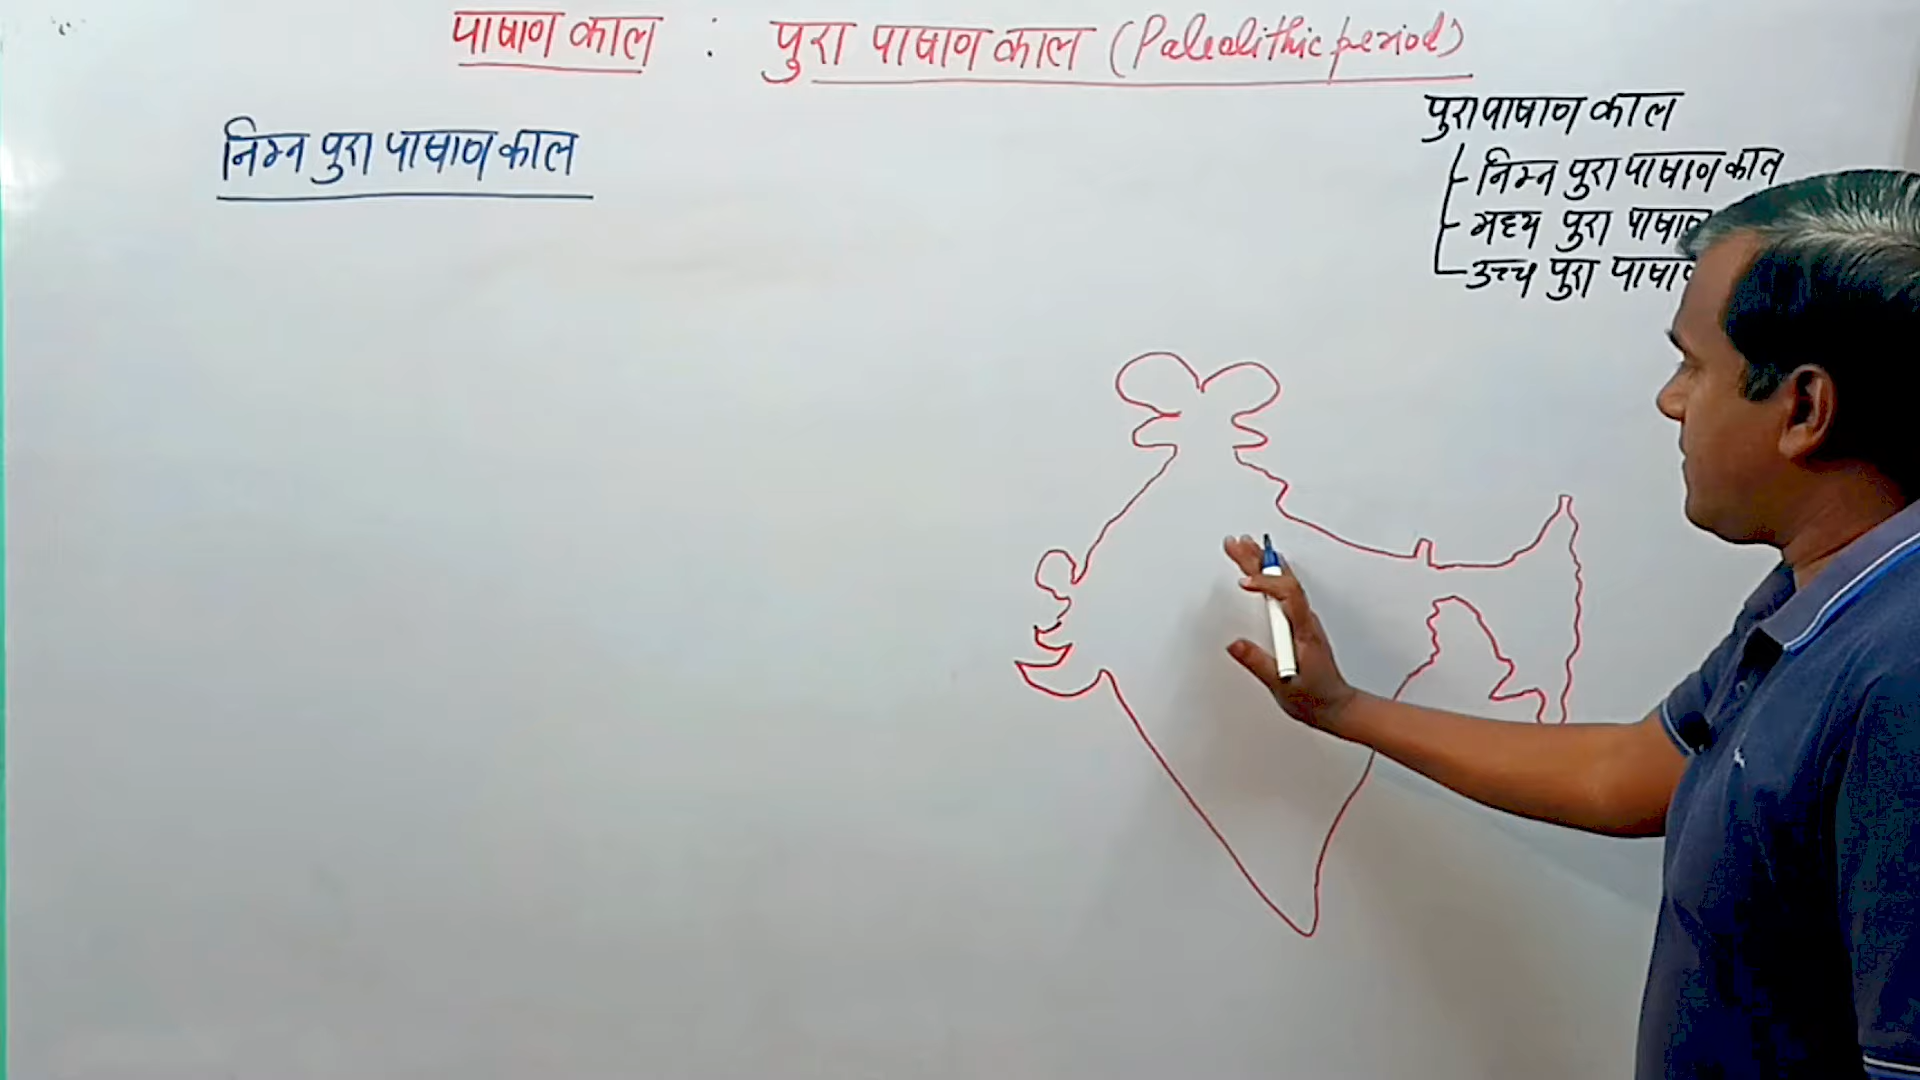 पाषाण काल : पुरा पाषाण काल (Paleolithic period)
निम्न पुरा पाषाण काल
पुरापाषाण काल
निम्न पुरा पाषाण काल
मध्य पुरा
उच्च पुरा